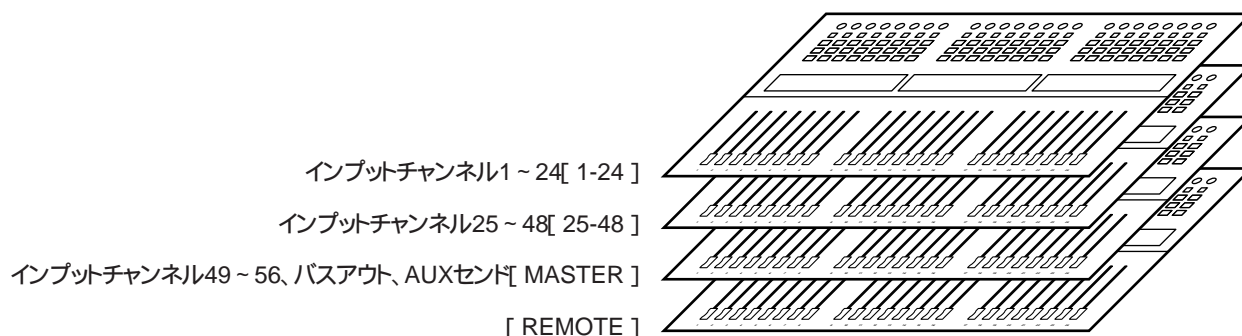 インプットチャンネル1 ~ 24[ 1-24 ]
インプットチャンネル25 ~ 48[ 25-48 ]
インプットチャンネル49 ~ 56、バスアウト、AUXセンド[ MASTER ]
[ REMOTE ]